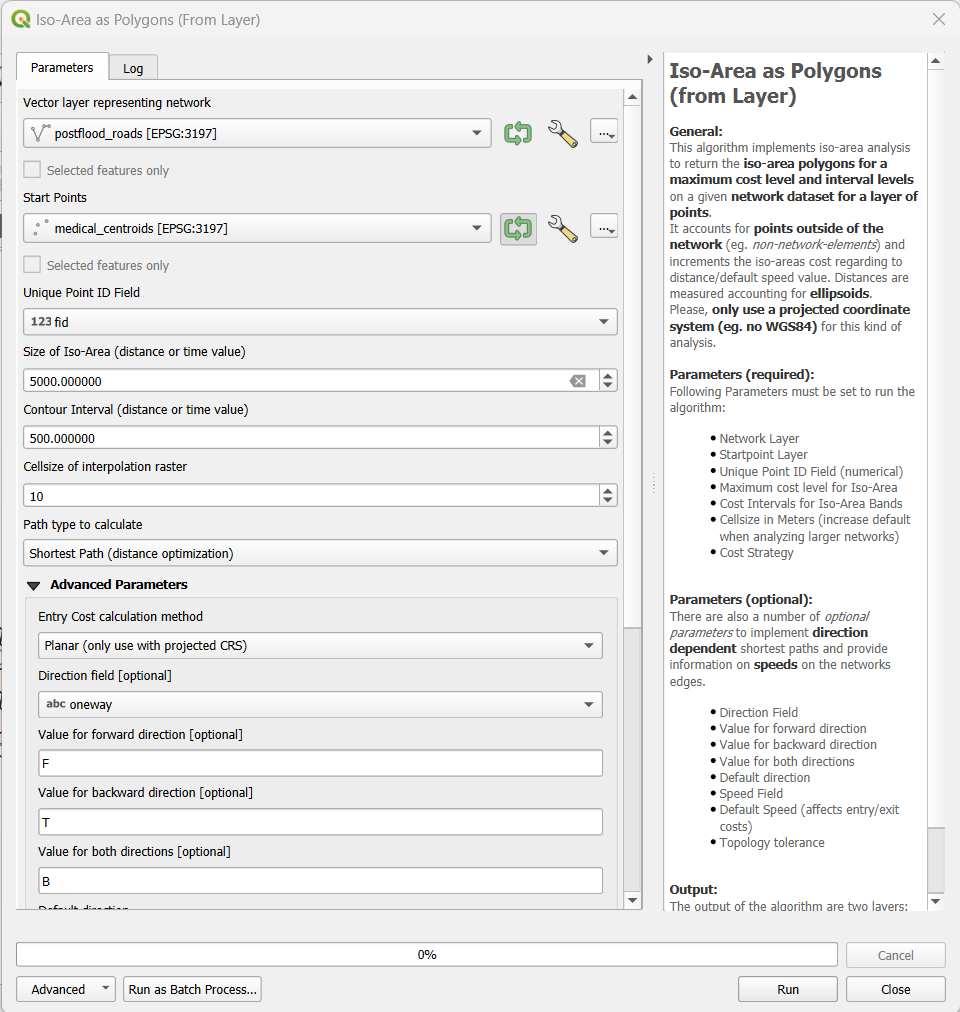 Iso-Area as Polygons (From Layer)
Parameters
Log
Vector layer representing network
postflood_roads [EPSG:3197]
...
Selected features only
Start Points
medical_centroids [EPSG:3197]
...
Selected features only
Unique Point ID Field
123 fid
Size of Iso-Area (distance or time value)
5000.000000
Contour Interval (distance or time value)
500.000000
Cellsize of interpolation raster
10
Path type to calculate
Shortest Path (distance optimization)
Advanced Parameters
Entry Cost calculation method
Planar (only use with projected CRS)
Direction field [optional]
abc oneway
Value for forward direction [optional]
F
Value for backward direction [optional]
T
Value for both directions [optional]
B
Default direction
Iso-Area as Polygons
(from Layer)
General:
This algorithm implements iso-area analysis
to return the iso-area polygons for a
maximum cost level and interval levels
on a given network dataset for a layer of
points.
It accounts for points outside of the
network (eg. non-network-elements) and
increments the iso-areas cost regarding to
distance/default speed value. Distances are
measured accounting for ellipsoids.
Please, only use a projected coordinate
system (eg. no WGS84) for this kind of
analysis.
Parameters (required):
Following Parameters must be set to run the
algorithm:
• Network Layer
• Startpoint Layer
• Unique Point ID Field (numerical)
• Maximum cost level for Iso-Area
• Cost Intervals for Iso-Area Bands
• Cellsize in Meters (increase default
when analyzing larger networks)
• Cost Strategy
Parameters (optional):
There are also a number of optional
parameters to implement direction
dependent shortest paths and provide
information on speeds on the networks
edges.
• Direction Field
• Value for forward direction
• Value for backward direction
• Value for both directions
• Default direction
• Speed Field
• Default Speed (affects entry/exit
costs)
• Topology tolerance
Output:
The output of the algorithm are two layers:
0%
Cancel
Advanced
Run as Batch Process...
Run
Close